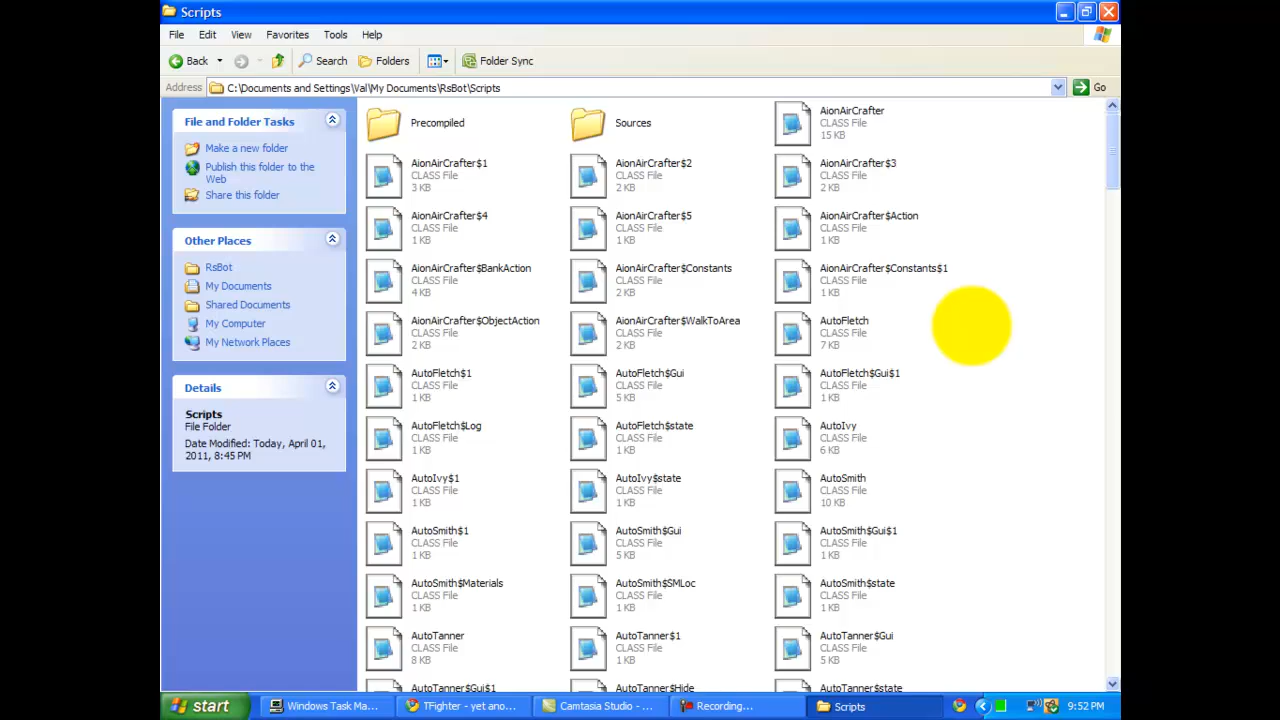 Scripts
File Edit View Favorites Tools Help
Back Search Folders Folder Sync
Address C:\Documents and Settings\Val\My Documents\RsBot\Scripts Go
File and Folder Tasks
Make a new folder
Publish this folder to the
Web
Share this folder
Other Places
RsBot
My Documents
Shared Documents
My Computer
My Network Places
Details
Scripts
File Folder
Date Modified: Today, April 01,
2011, 8:45 PM
Precompiled
Sources
AionAirCrafter
CLASS File
15 KB
AionAirCrafter$1
CLASS File
3 KB
AionAirCrafter$2
CLASS File
2 KB
AionAirCrafter$3
CLASS File
2 KB
AionAirCrafter$4
CLASS File
1 KB
AionAirCrafter$5
CLASS File
1 KB
AionAirCrafter$Action
CLASS File
1 KB
AionAirCrafter$BankAction
CLASS File
4 KB
AionAirCrafter$Constants
CLASS File
2 KB
AionAirCrafter$Constants$1
CLASS File
1 KB
AionAirCrafter$ObjectAction
CLASS File
2 KB
AionAirCrafter$WalkToArea
CLASS File
2 KB
AutoFletch
CLASS File
7 KB
AutoFletch$1
CLASS File
1 KB
AutoFletch$Gui
CLASS File
5 KB
AutoFletch$Gui$1
CLASS File
1 KB
AutoFletch$Log
CLASS File
1 KB
AutoFletch$state
CLASS File
1 KB
AutoIvy
CLASS File
6 KB
AutoIvy$1
CLASS File
1 KB
AutoIvy$state
CLASS File
1 KB
AutoSmith
CLASS File
10 KB
AutoSmith$1
CLASS File
1 KB
AutoSmith$Gui
CLASS File
5 KB
AutoSmith$Gui$1
CLASS File
1 KB
AutoSmith$Materials
CLASS File
1 KB
AutoSmith$SMLoc
CLASS File
1 KB
AutoSmith$state
CLASS File
1 KB
AutoTanner
CLASS File
8 KB
AutoTanner$1
CLASS File
1 KB
AutoTanner$Gui
CLASS File
5 KB
AutoTanner$Gui$1
AutoTanner$Hide
AutoTanner$state
start Windows Task Ma... TFighter - yet ano... Camtasia Studio - ... Recording... Scripts 9:52 PM